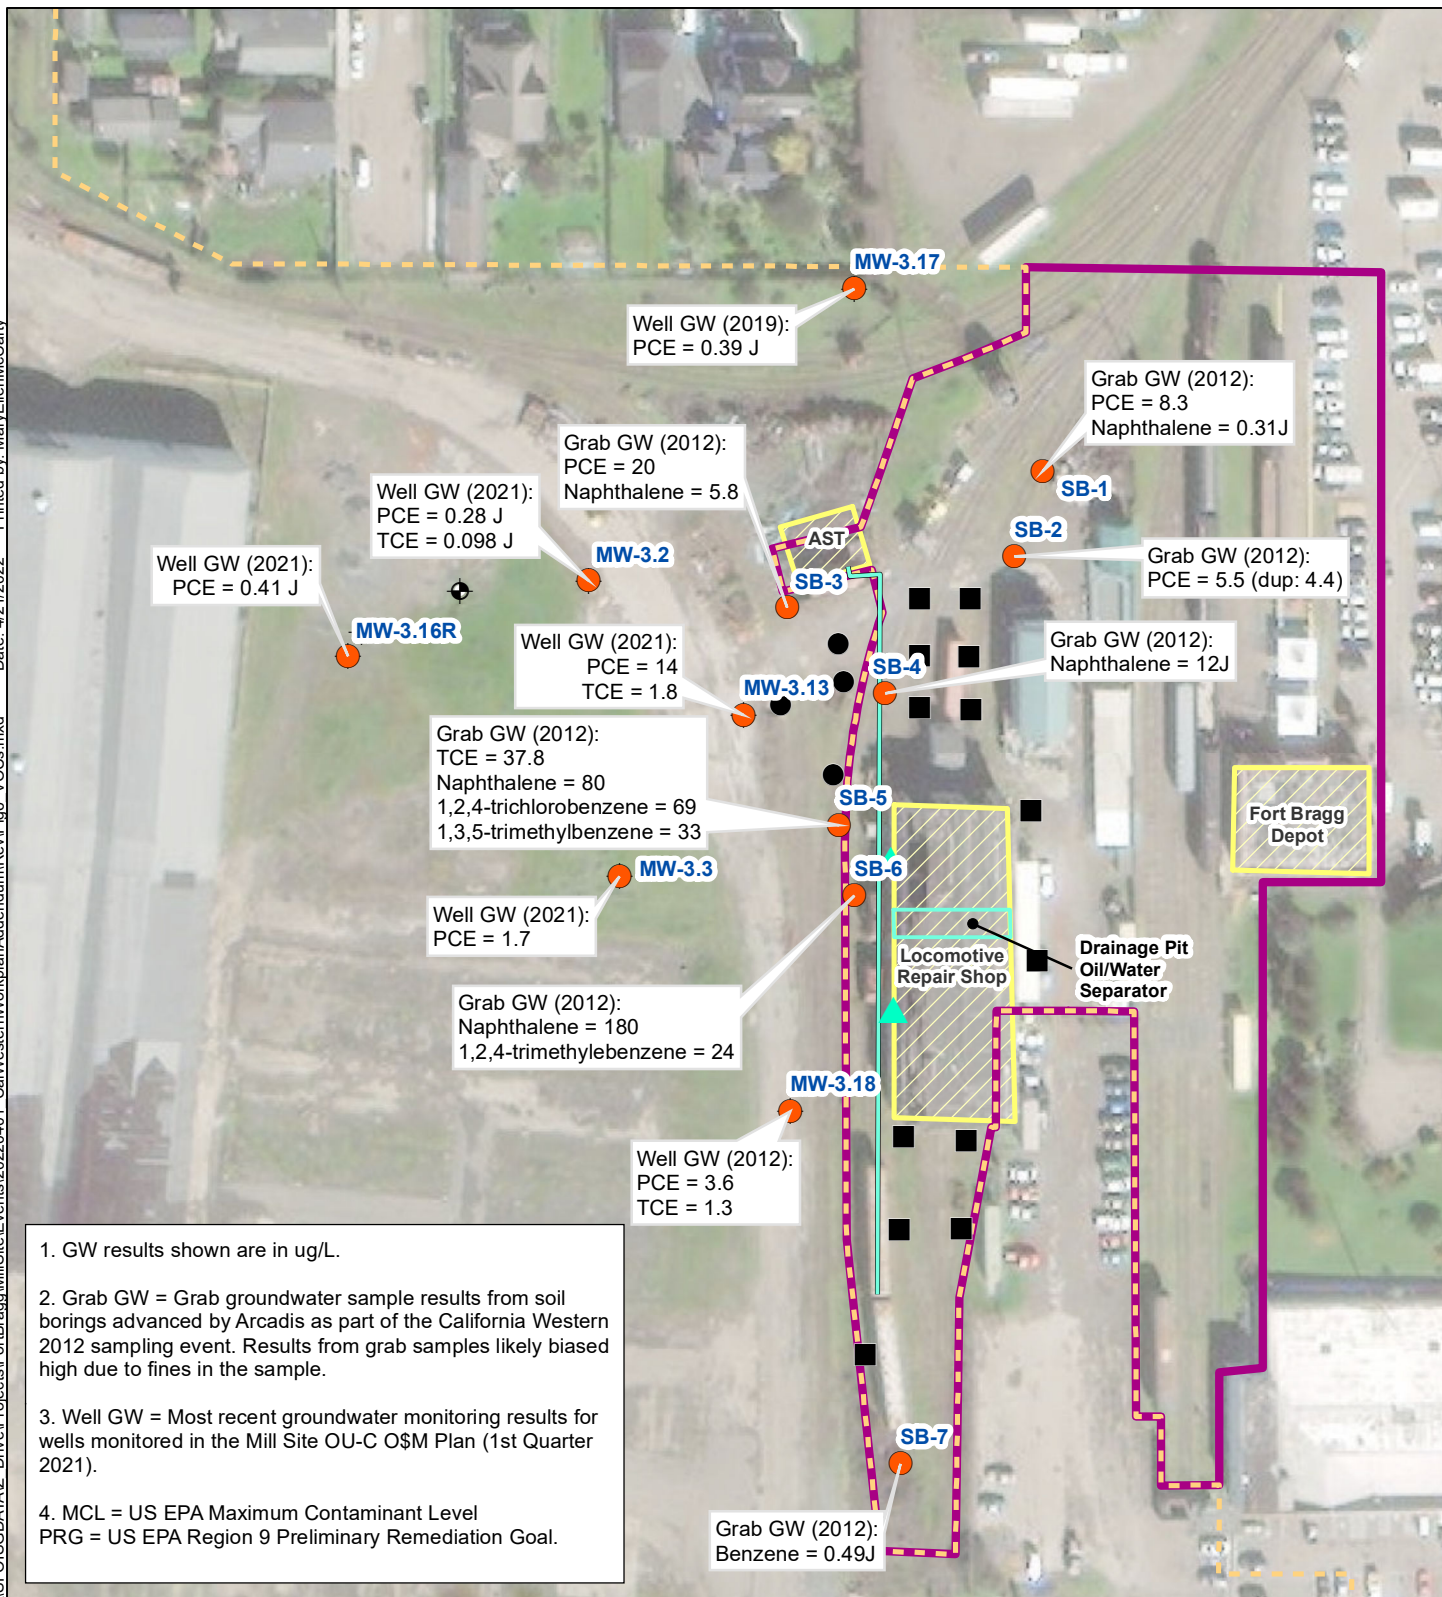 MW-3.17
Well GW (2019):
PCE = 0.39 J
Grab GW (2012):
PCE = 8.3
Naphthalene = 0.31J
SB-1
Grab GW (2012):
PCE = 20
Naphthalene = 5.8
Well GW (2021):
PCE = 0.28 J
TCE = 0.098 J
MW-3.2
AST
SB-2
Grab GW (2012):
PCE = 5.5 (dup: 4.4)
Well GW (2021):
PCE = 0.41 J
MW-3.16R
SB-3
Well GW (2021):
PCE = 14
TCE = 1.8
MW-3.13
SB-4
Grab GW (2012):
Naphthalene = 12J
Grab GW (2012):
TCE = 37.8
Naphthalene = 80
1,2,4-trichlorobenzene = 69
1,3,5-trimethylbenzene = 33
SB-5
Fort Bragg
Depot
MW-3.3
SB-6
Well GW (2021):
PCE = 1.7
Locomotive
Repair Shop
Drainage Pit
Oil/Water
Separator
Grab GW (2012):
Naphthalene = 180
1,2,4-trimethylebenzene = 24
MW-3.18
Well GW (2012):
PCE = 3.6
TCE = 1.3
1. GW results shown are in ug/L.
2. Grab GW = Grab groundwater sample results from soil
borings advanced by Arcadis as part of the California Western
2012 sampling event. Results from grab samples likely biased
high due to fines in the sample.
3. Well GW = Most recent groundwater monitoring results for
wells monitored in the Mill Site OU-C O$M Plan (1st Quarter
2021).
4. MCL = US EPA Maximum Contaminant Level
PRG = US EPA Region 9 Preliminary Remediation Goal.
SB-7
Grab GW (2012):
Benzene = 0.49J